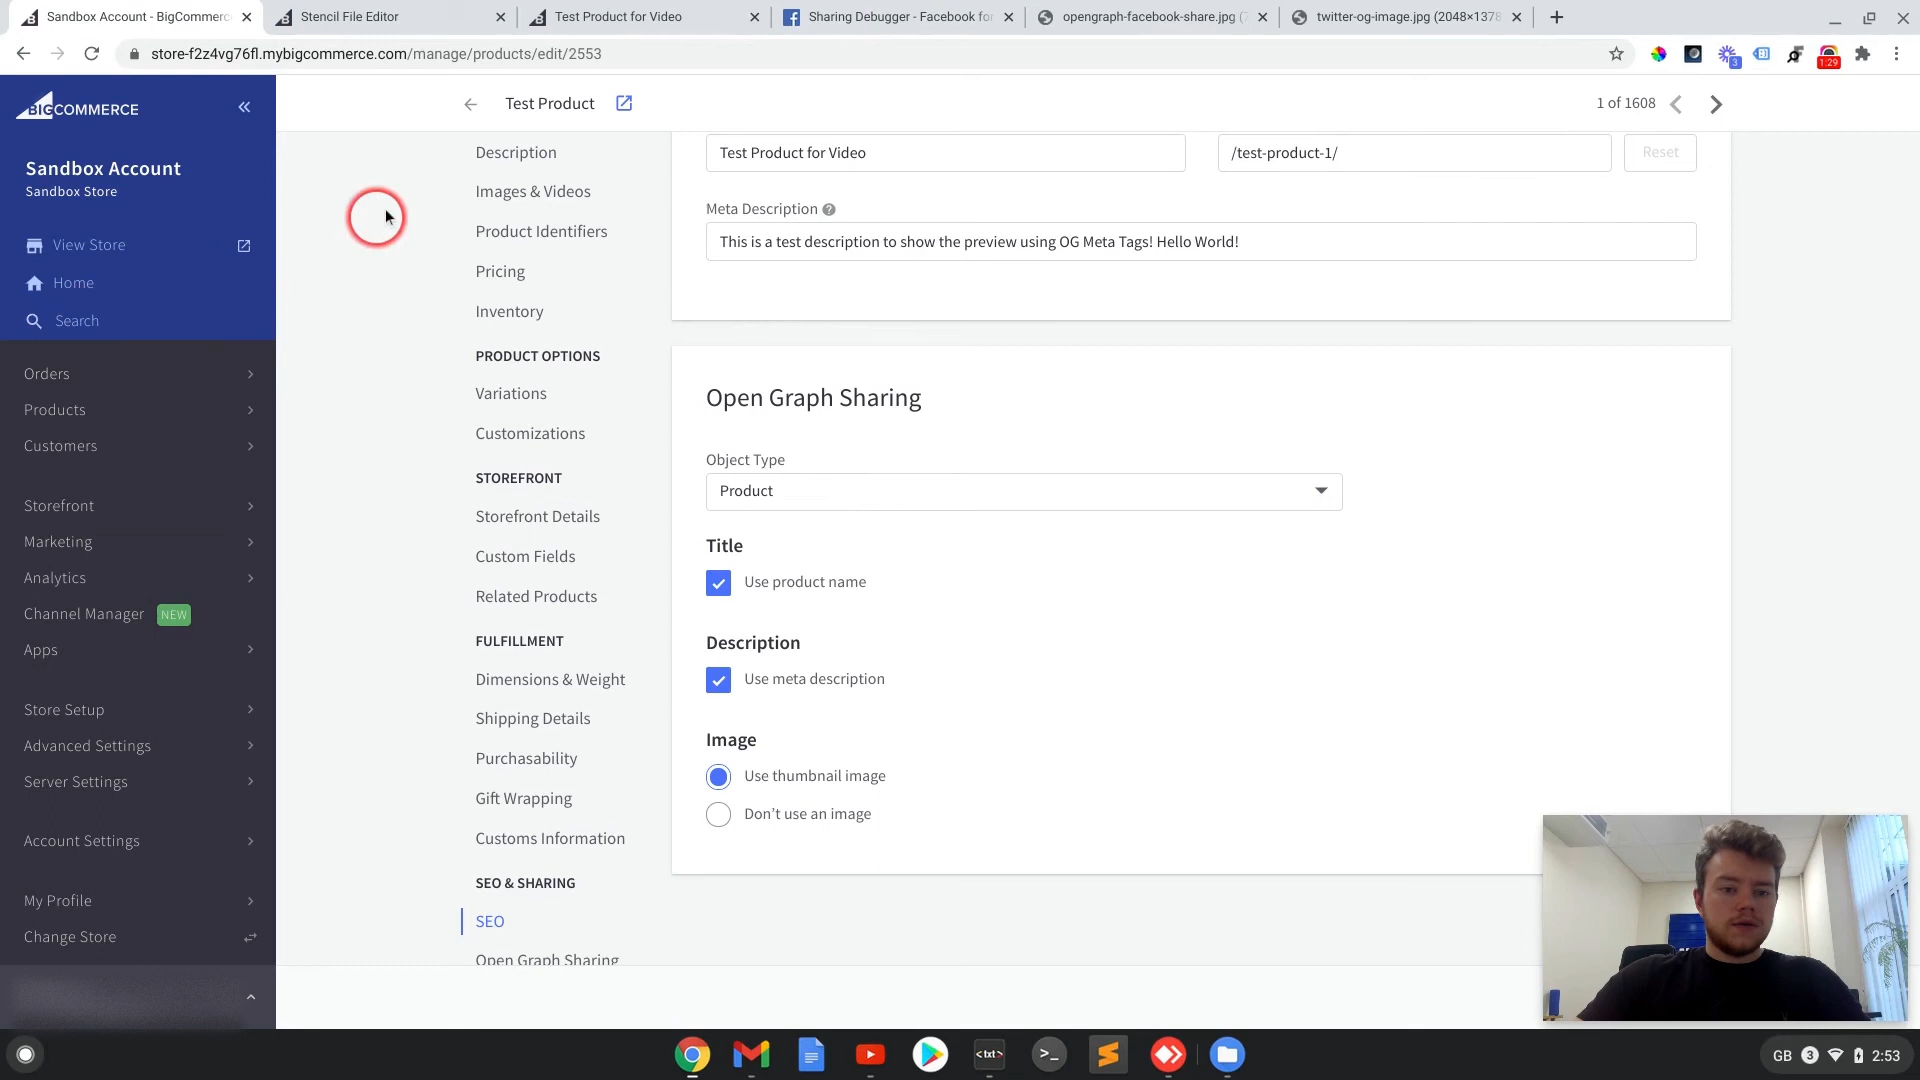 Sandbox Account - BigCommerc
Stencil File Editor
Test Product for Video
Sharing Debugger - Facebook for
opengraph-facebook-share.jpg (7
twitter-og-image.jpg (2048×1378
store-f2z4vg76fl.mybigcommerce.com/manage/products/edit/2553
3
1:29
BIGCOMMERCE
Sandbox Account
Sandbox Store
View Store
Home
Search
Orders
Products
Customers
Storefront
Marketing
Analytics
Channel Manager NEW
Apps
Store Setup
Advanced Settings
Server Settings
Account Settings
My Profile
Change Store
Test Product
1 of 1608
Description
Images & Videos
Product Identifiers
Pricing
Inventory
PRODUCT OPTIONS
Variations
Customizations
STOREFRONT
Storefront Details
Custom Fields
Related Products
FULFILLMENT
Dimensions & Weight
Shipping Details
Purchasability
Gift Wrapping
Customs Information
SEO & SHARING
SEO
Open Graph Sharing
Test Product for Video
/test-product-1/
Reset
Meta Description
This is a test description to show the preview using OG Meta Tags! Hello World!
Open Graph Sharing
Object Type
Product
Title
Use product name
Description
Use meta description
Image
Use thumbnail image
Don't use an image
<txt>
>_
GB 3 2:53